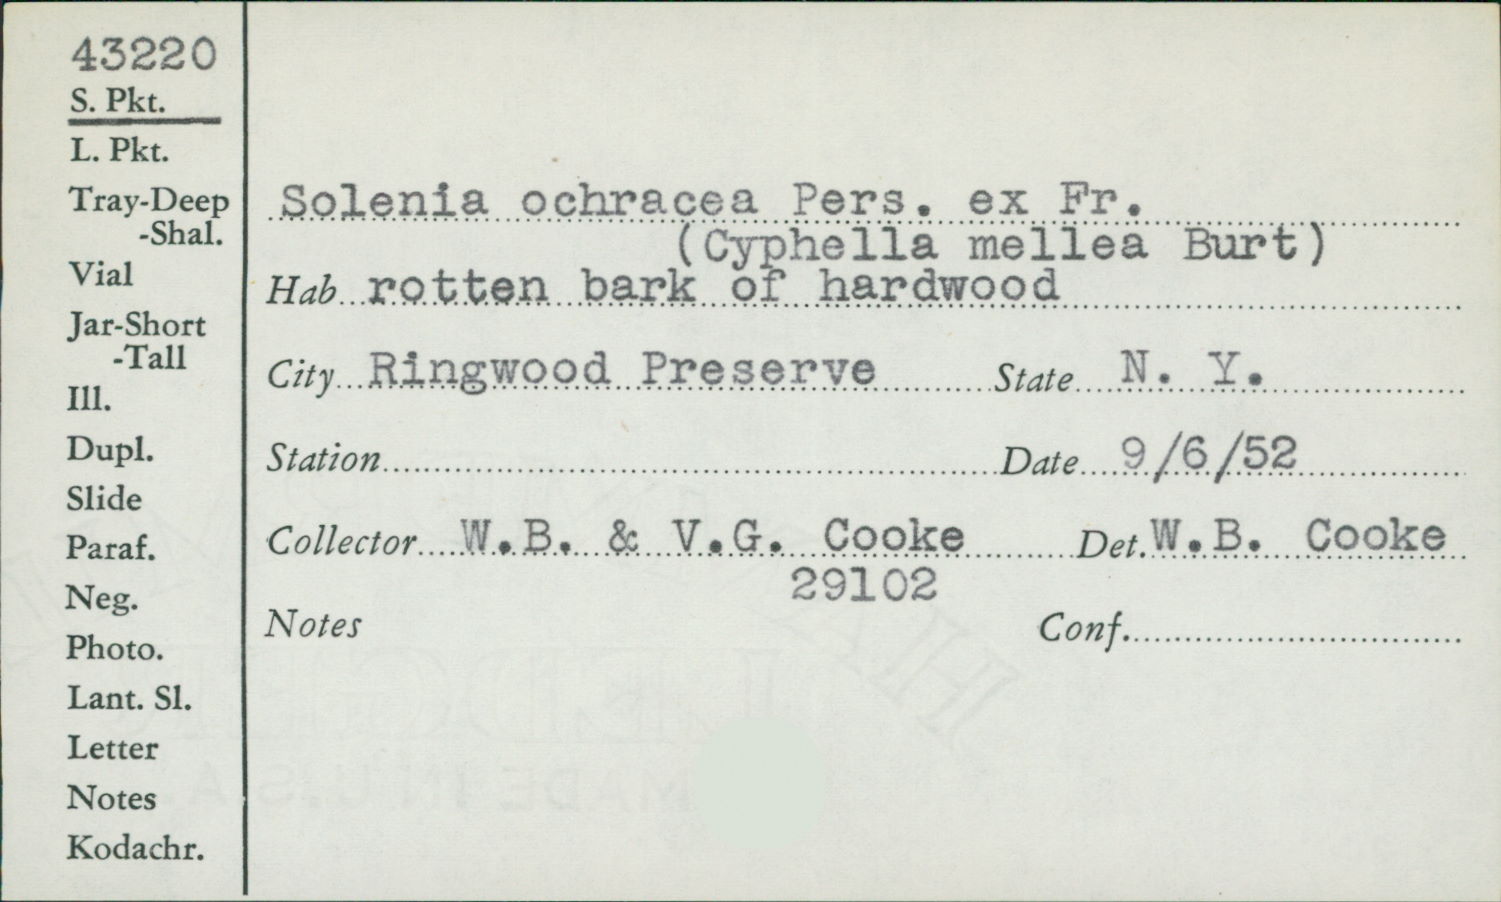 43220
S. Pkt.
L. Pkt.
Tray-Deep
-Shal.
Vial
Jar-Short
-Tall
Ill.
Dupl.
Slide
Paraf.
Neg.
Photo.
Lant. Sl.
Letter
Notes
Kodachr.
Solenia ochracea Pers. ex Fr.
(Cyphella mellea Burt)
Hab rotten bark of hardwood
City Ringwood Preserve State N. Y.
Station Date 9/6/52
Collector W.B. & V.G. Cooke Det. W.B. Cooke
29102
Notes Conf.
MADE IN U.S.A.